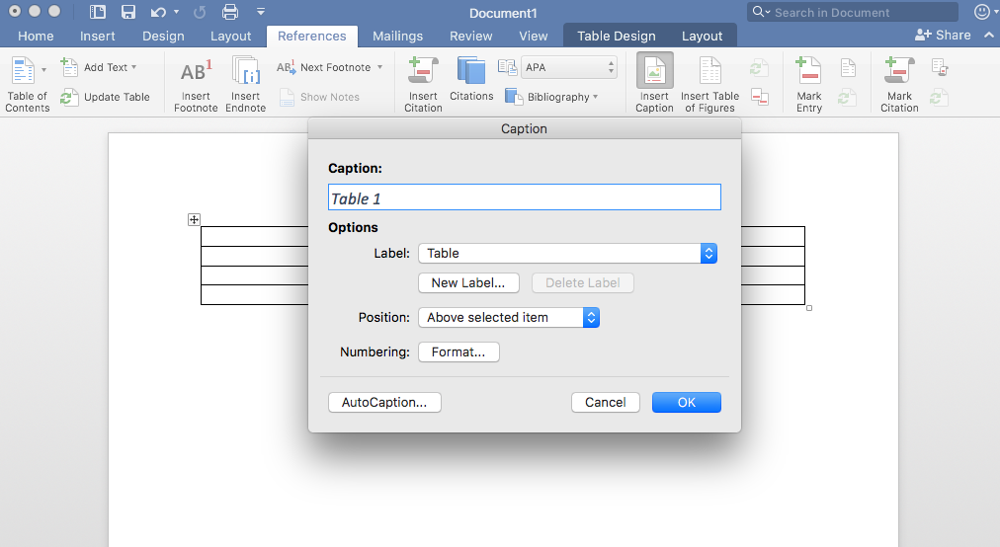 Document1
Search in Document
Home Insert Design Layout References Mailings Review View Table Design Layout Share
Table of Contents
Add Text
Update Table
AB1
Insert Footnote
Insert Endnote
AB Next Footnote
Show Notes
Insert Citation
Citations
APA
Bibliography
Insert Caption
Insert Table of Figures
Mark Entry
Mark Citation
Caption
Caption:
Table 1
Options
Label: Table
New Label... Delete Label
Position: Above selected item
Numbering: Format...
AutoCaption... Cancel OK